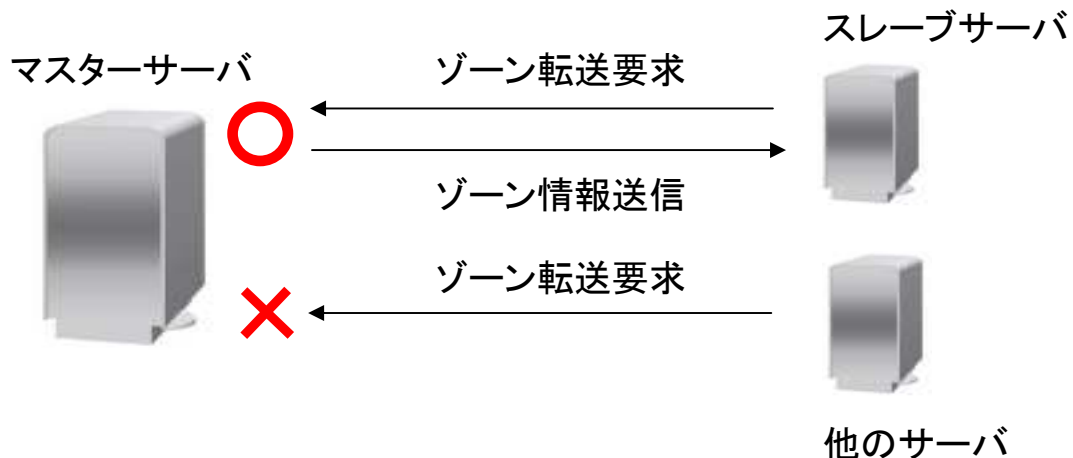 スレーブサーバ
マスターサーバ
ゾーン転送要求
ゾーン情報送信
ゾーン転送要求
他のサーバ